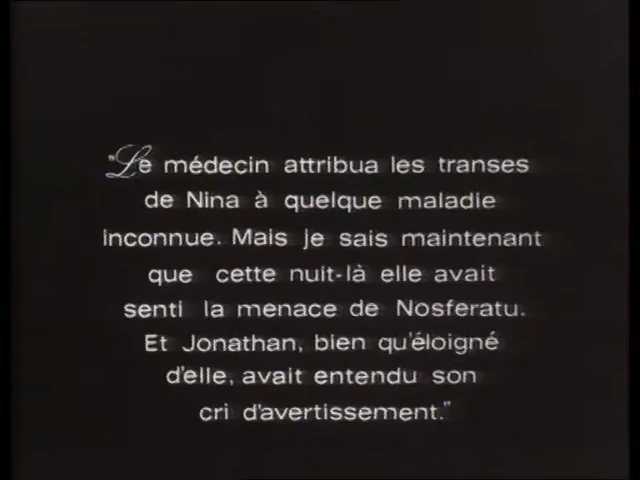 "Le médecin attribua les transes
de Nina à quelque maladie
inconnue. Mais je sais maintenant
que cette nuit-là elle avait
senti la menace de Nosferatu.
Et Jonathan, bien qu'éloigné
d'elle, avait entendu son
cri d'avertissement."